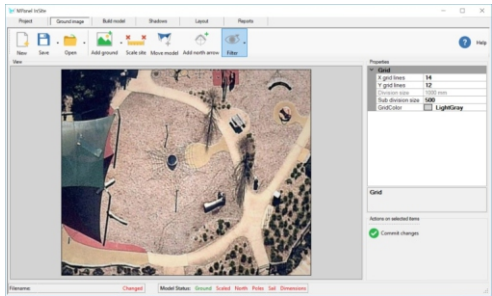 MPanel InSite
Project Ground image Build model Shadows Layout Reports
New Save Open Add ground Scale site Move model Add north arrow Filter Help
View
Properties
Grid
X grid lines 14
Y grid lines 12
Division size 1000 mm
Sub division size 500
GridColor LightGray
Grid
Actions on selected items
Commit changes
Filename: Changed Model Status: Ground Scaled North Poles Sail Dimensions